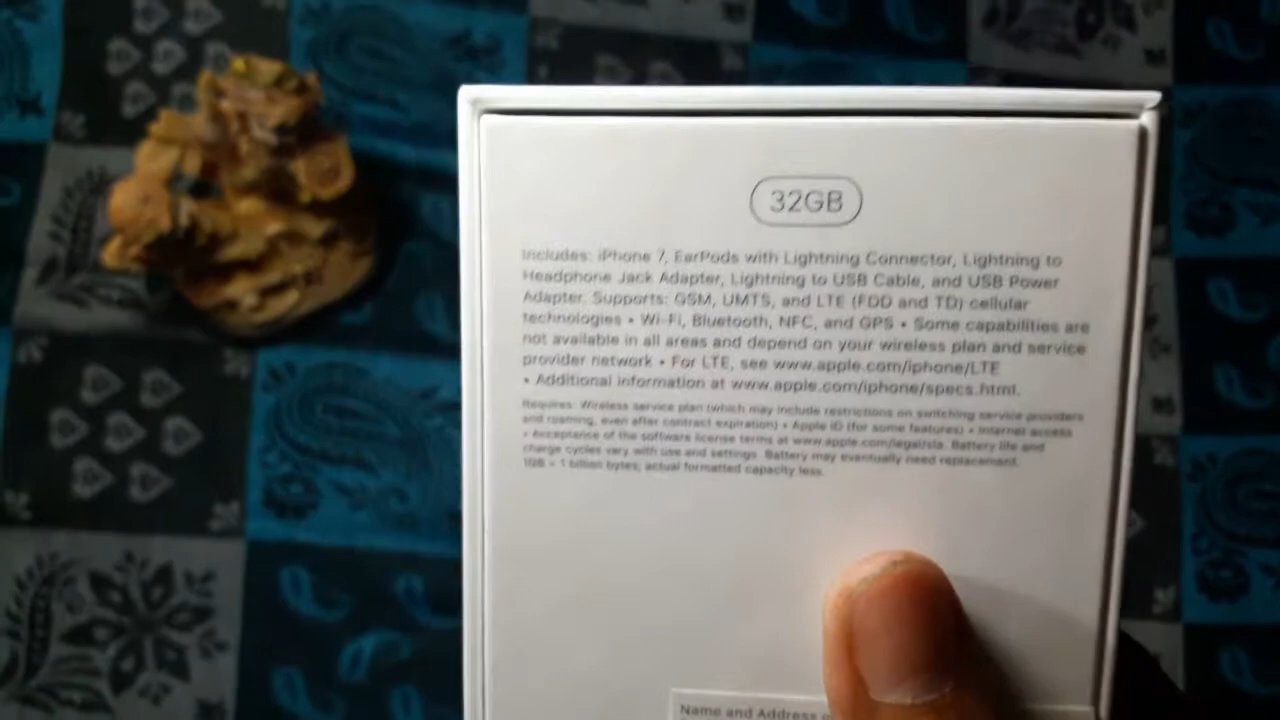 32GB
Includes: iPhone 7, EarPods with Lightning Connector, Lightning to
Headphone Jack Adapter, Lightning to USB Cable, and USB Power
Adapter. Supports: GSM, UMTS, and LTE (FDD and TD) cellular
technologies • Wi-Fi, Bluetooth, NFC, and GPS • Some capabilities are
not available in all areas and depend on your wireless plan and service
provider network • For LTE, see www.apple.com/iphone/LTE
• Additional information at www.apple.com/iphone/specs.html.
Requires: Wireless service plan (which may include restrictions on switching service providers
and roaming, even after contract expiration) • Apple ID (for some features) • Internet access
• Acceptance of the software license terms at www.apple.com/legal/sla. Battery life and
charge cycles vary with use and settings. Battery may eventually need replacement.
1GB = 1 billion bytes; actual formatted capacity less.
Name and Address